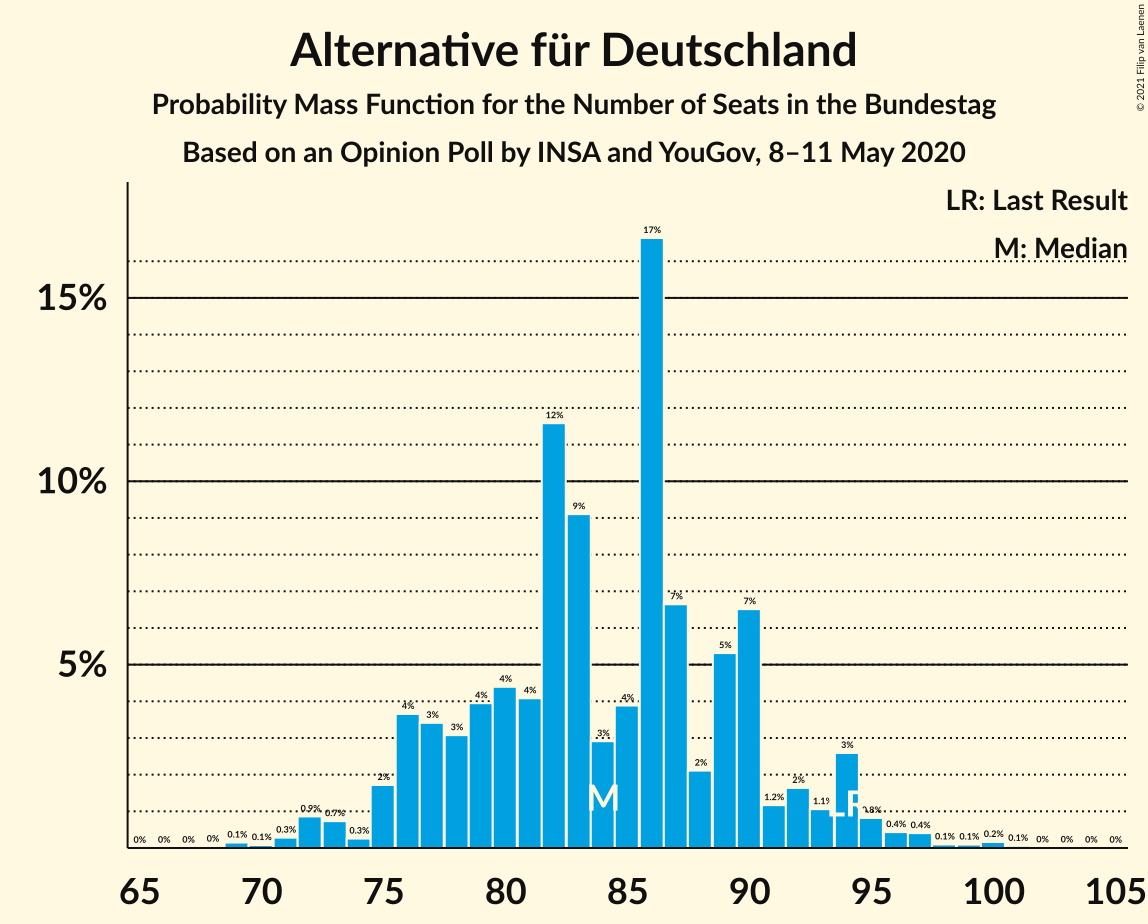 Alternative für Deutschland
Probability Mass Function for the Number of Seats in the Bundestag
Based on an Opinion Poll by INSA and YouGov, 8–11 May 2020
© 2021 Filip van Laenen
LR: Last Result
M: Median
15%
10%
5%
0% 0% 0% 0% 0.1% 0.1% 0.3% 0.9% 0.7% 0.3% 2% 4% 3% 3% 4% 4% 4% 12% 9% 3% 4% 17% 7% 2% 5% 7% 1.2% 2% 1.1% 3% 0.8% 0.4% 0.4% 0.1% 0.1% 0.2% 0.1% 0% 0% 0% 0%
M
LR
65 70 75 80 85 90 95 100 105